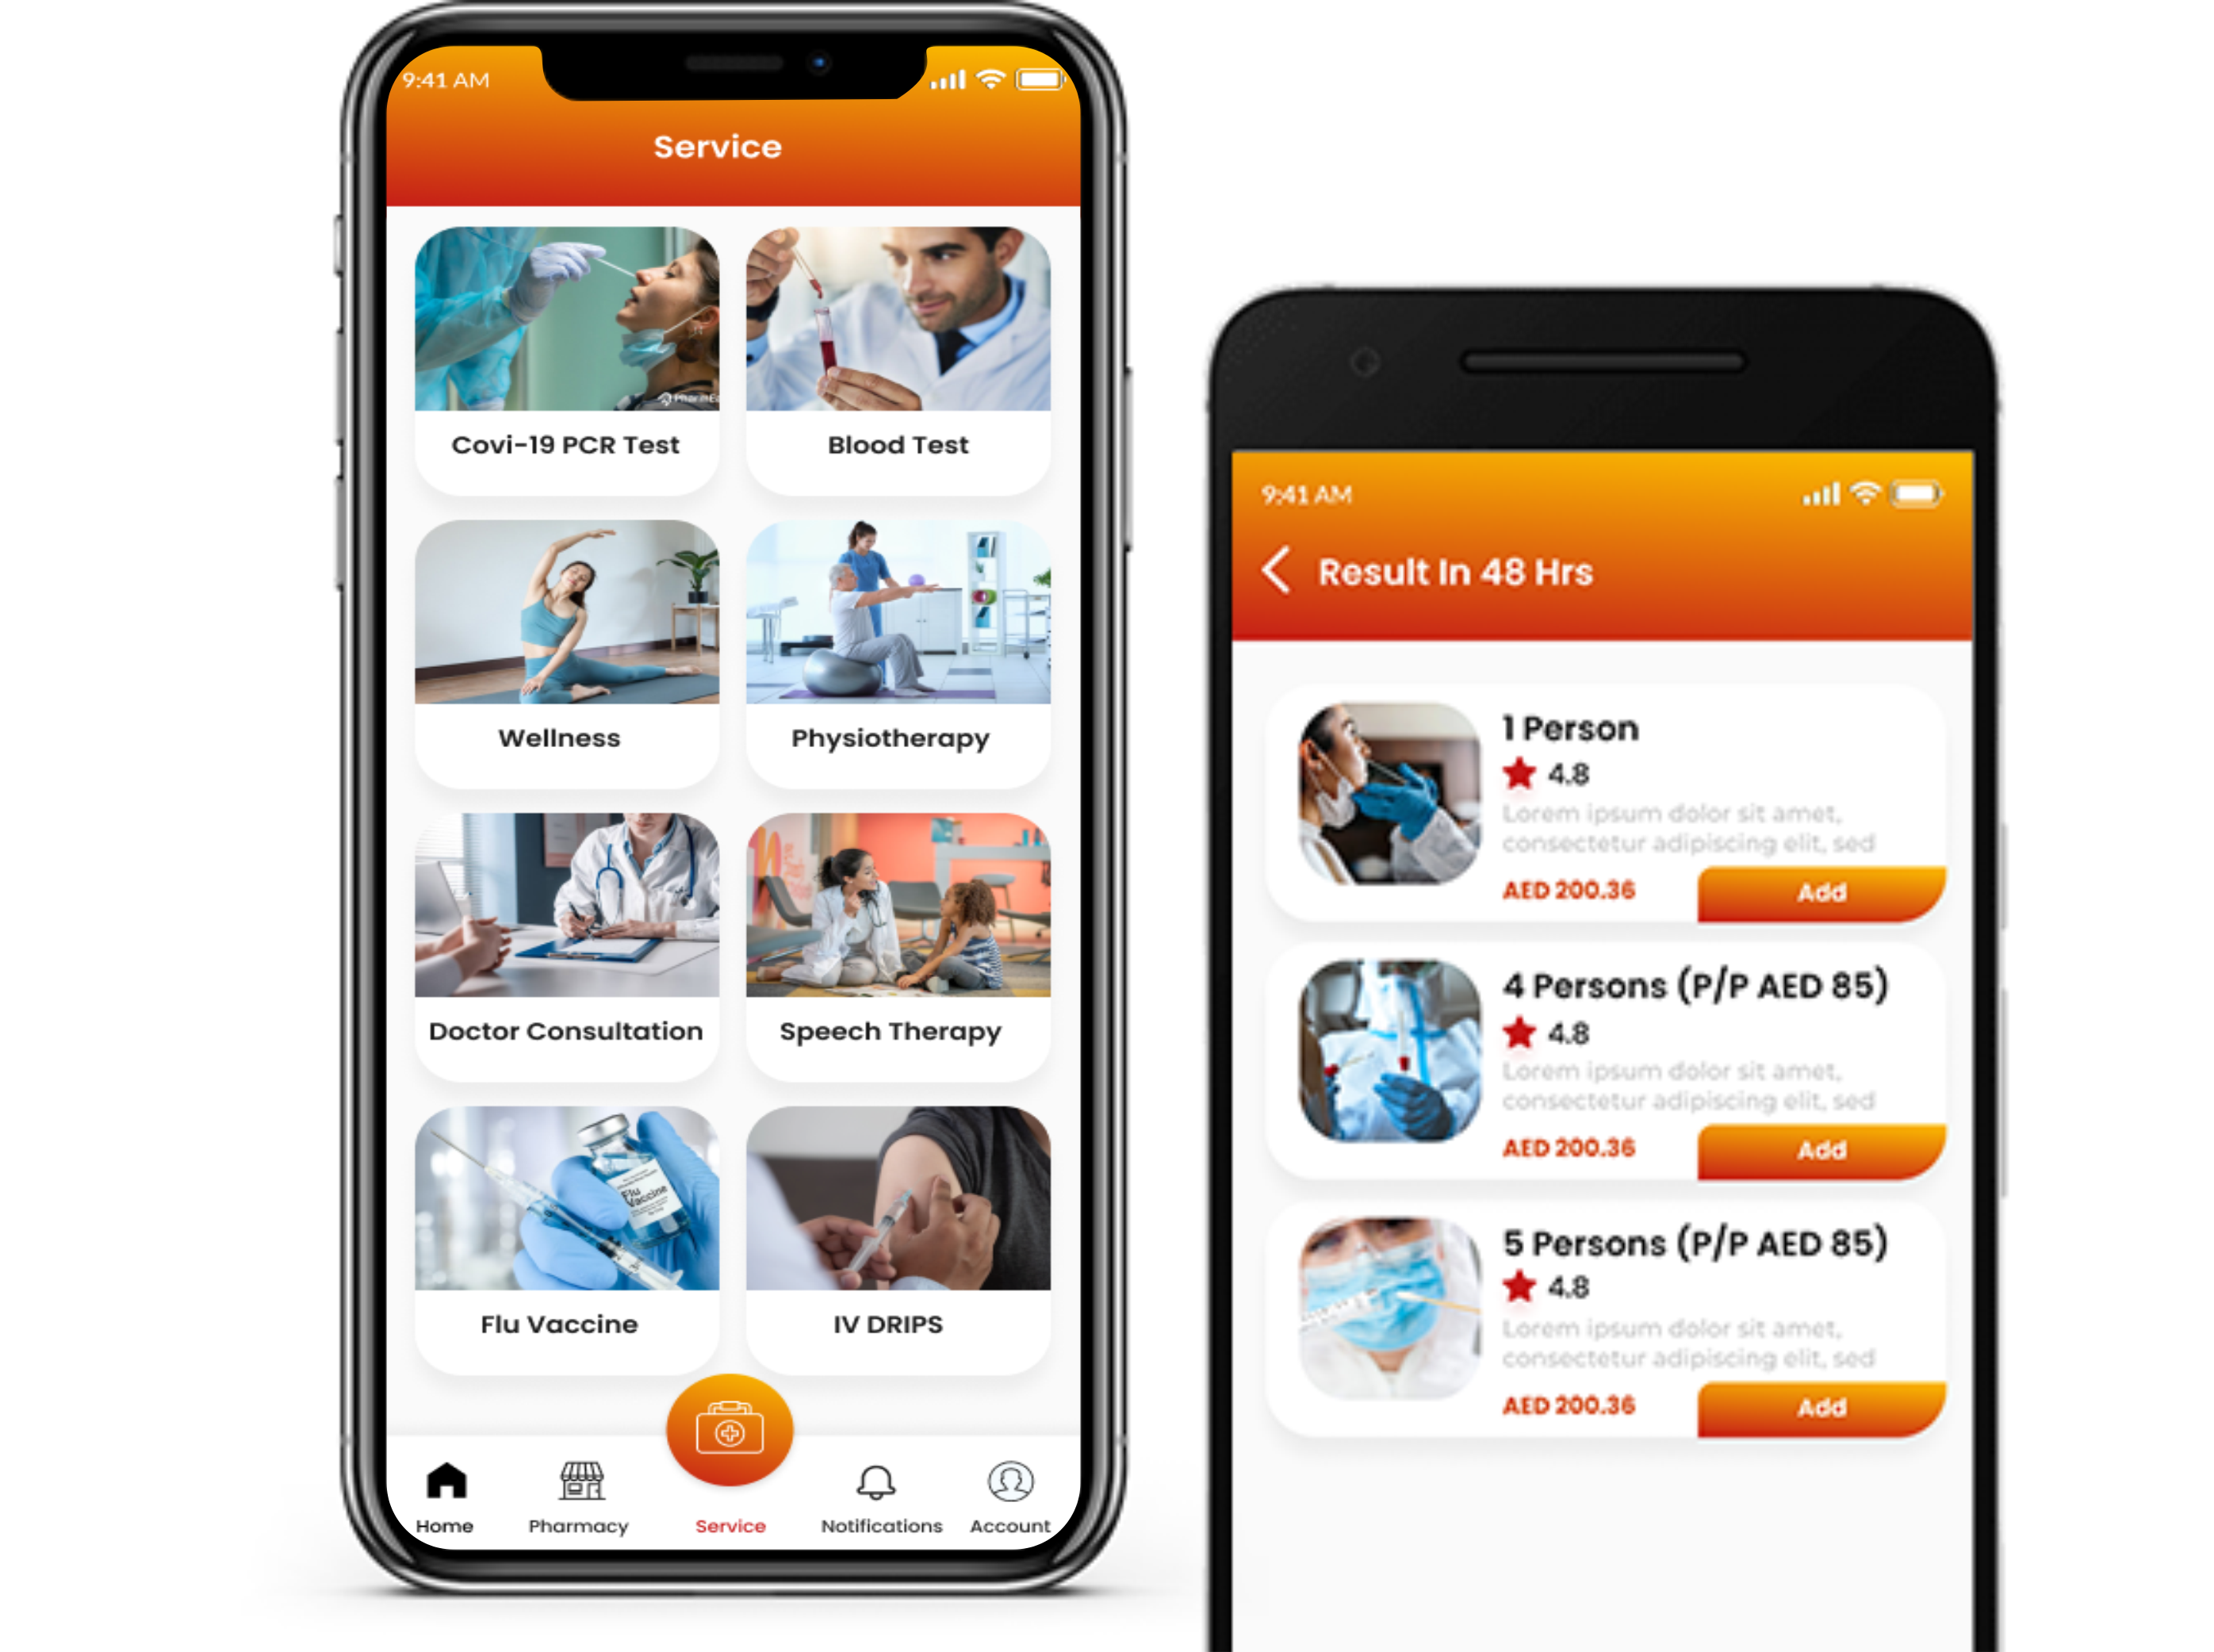 9:41 AM
Service
Covi-19 PCR Test
Blood Test
Wellness
Physiotherapy
Doctor Consultation
Speech Therapy
Flu
Vaccine
Flu Vaccine
IV DRIPS
Home
Pharmacy
Service
Notifications
Account
9:41 AM
Result In 48 Hrs
1 Person
4.8
Lorem ipsum dolor sit amet,
consectetur adipiscing elit, sed
AED 200.36
Add
4 Persons (P/P AED 85)
4.8
Lorem ipsum dolor sit amet,
consectetur adipiscing elit, sed
AED 200.36
Add
5 Persons (P/P AED 85)
4.8
Lorem ipsum dolor sit amet,
consectetur adipiscing elit, sed
AED 200.36
Add